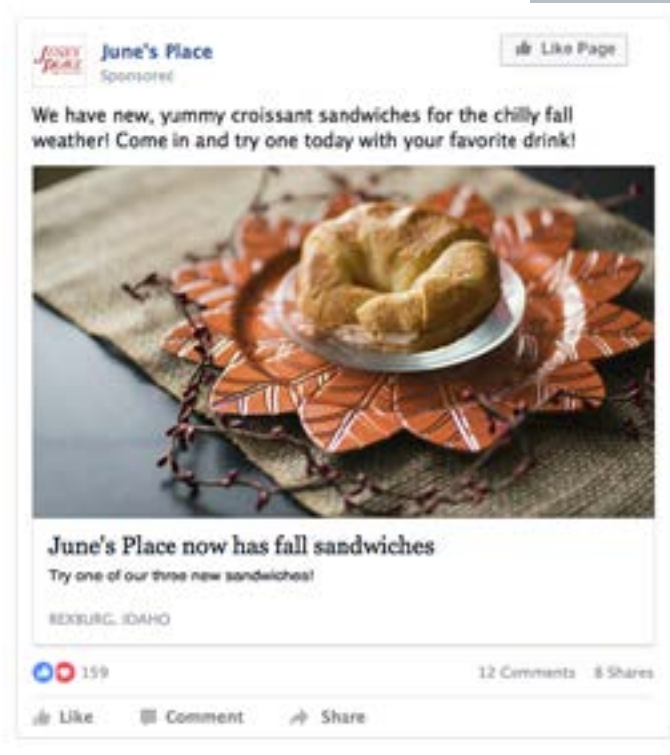 JUNE'S
PLACE
June's Place
Sponsored
Like Page
We have new, yummy croissant sandwiches for the chilly fall
weather! Come in and try one today with your favorite drink!
June's Place now has fall sandwiches
Try one of our three new sandwiches!
REXBURG, IDAHO
159
12 Comments 8 Shares
Like Comment Share